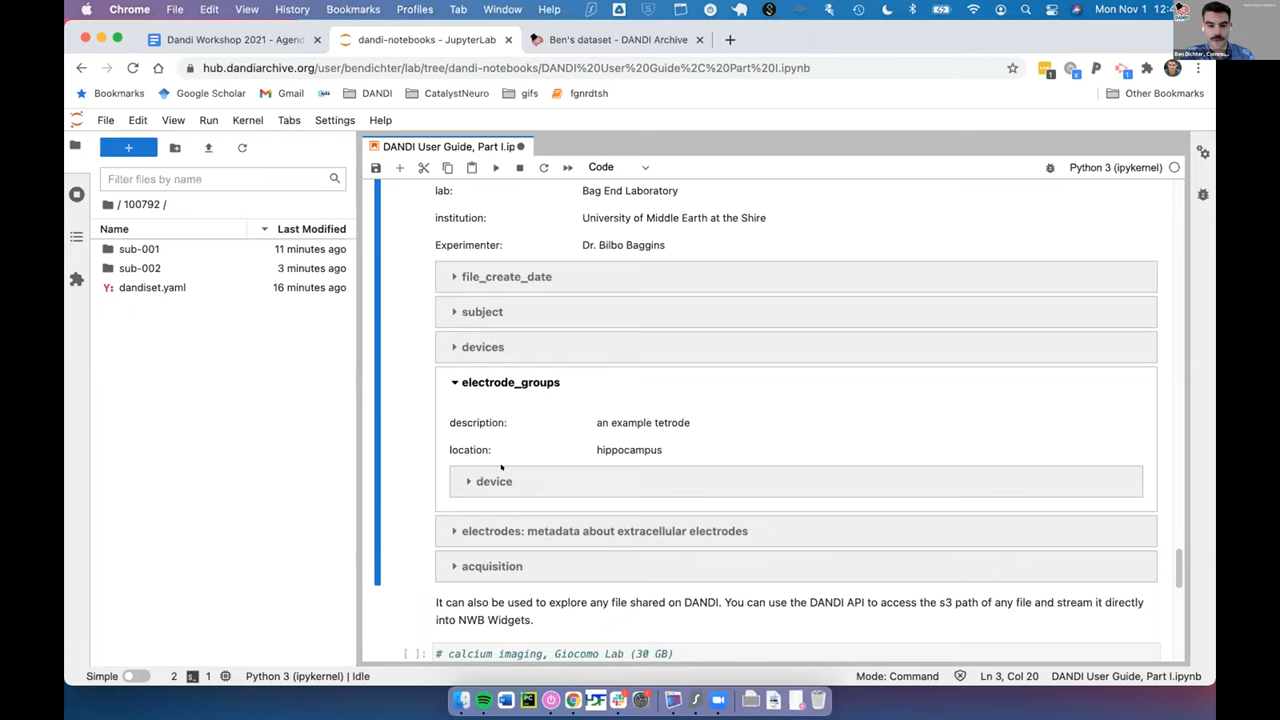 Chrome File Edit View History Bookmarks Profiles Tab Window Help
Mon Nov 1
Dandi Workshop 2021 - Agend
dandi-notebooks - JupyterLab
Ben's dataset - DANDI Archive
hub.dandiarchive.org/user/bendichter/lab/tree/dandi
notebooks/DANDI%20User%20Guide%2C%20Part%20I.ipynb
Bookmarks Google Scholar Gmail DANDI CatalystNeuro gifs fgnrdtsh Other Bookmarks
File Edit View Run Kernel Tabs Settings Help
DANDI User Guide, Part I.ip
Code
Python 3 (ipykernel)
Filter files by name
/ 100792 /
Name Last Modified
sub-001 11 minutes ago
sub-002 3 minutes ago
dandiset.yaml 16 minutes ago
lab: Bag End Laboratory
institution: University of Middle Earth at the Shire
Experimenter: Dr. Bilbo Baggins
file_create_date
subject
devices
electrode_groups
description: an example tetrode
location: hippocampus
device
electrodes: metadata about extracellular electrodes
acquisition
It can also be used to explore any file shared on DANDI. You can use the DANDI API to access the s3 path of any file and stream it directly
into NWB Widgets.
[ ]: # calcium imaging, Giocomo Lab (30 GB)
Simple 2 1 Python 3 (ipykernel) | Idle Mode: Command Ln 3, Col 20 DANDI User Guide, Part I.ipynb